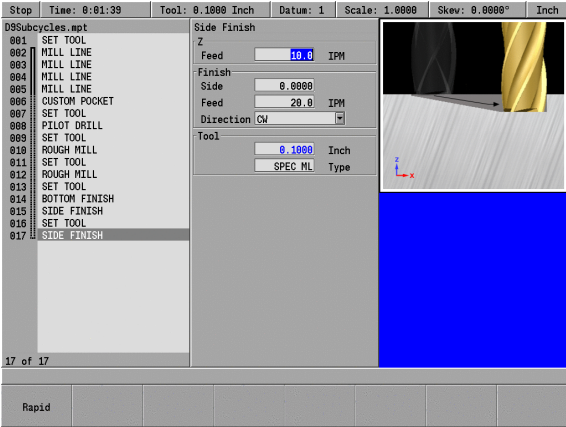 Stop Time: 0:01:39 Tool: 0.1000 Inch Datum: 1 Scale: 1.0000 Skew: 0.0000° Inch
D9Subcycles.mpt
001 SET TOOL
002 MILL LINE
003 MILL LINE
004 MILL LINE
005 MILL LINE
006 CUSTOM POCKET
007 SET TOOL
008 PILOT DRILL
009 SET TOOL
010 ROUGH MILL
011 SET TOOL
012 ROUGH MILL
013 SET TOOL
014 BOTTOM FINISH
015 SIDE FINISH
016 SET TOOL
017 SIDE FINISH
17 of 17
Side Finish
Z
Feed 10.0 IPM
Finish
Side 0.0000
Feed 20.0 IPM
Direction CW
Tool
0.1000 Inch
SPEC ML Type
Z
X
Rapid